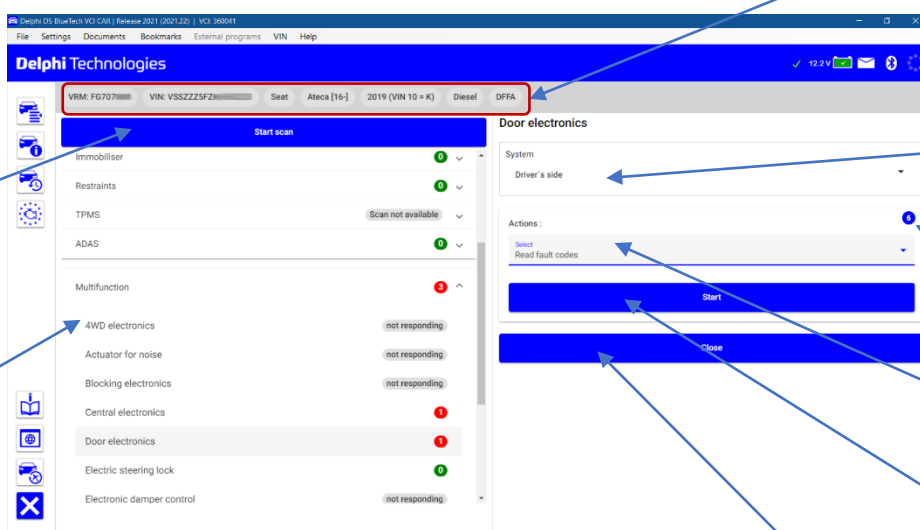 Delphi DS BlueTech VCI CAR | Release 2021 (2021.22) | VCI: 360041
File Settings Documents Bookmarks External programs VIN Help
Delphi Technologies
12.2 V
VRM: FG707 VIN: VSSZZZ5FZ Seat Ateca [16-] 2019 (VIN 10 = K) Diesel DFFA
Start scan
Immobiliser 0
Restraints 0
TPMS Scan not available
ADAS 0
Multifunction 3
4WD electronics not responding
Actuator for noise not responding
Blocking electronics not responding
Central electronics 1
Door electronics 1
Electric steering lock 0
Electronic damper control not responding
Door electronics
System
Driver´s side
Actions :
6
Select
Read fault codes
Start
Close